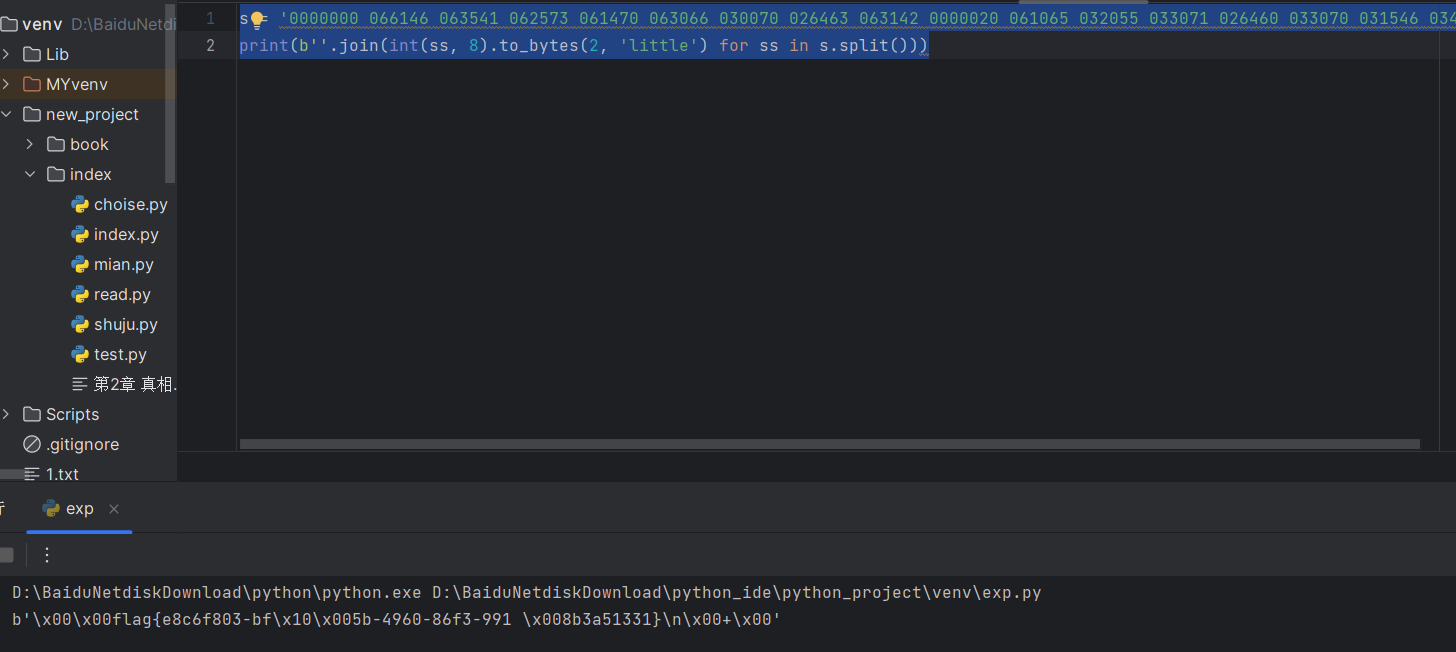 venv D:\BaiduNetdi
Lib
MYvenv
new_project
book
index
choise.py
index.py
mian.py
read.py
shuju.py
test.py
第2章 真相.
Scripts
.gitignore
1.txt
1 s = '0000000 066146 063541 062573 061470 063066 030070 026463 063142 0000020 061065 032055 033071 026460 033070 031546 034
2 print(b''.join(int(ss, 8).to_bytes(2, 'little') for ss in s.split()))
exp
D:\BaiduNetdiskDownload\python\python.exe D:\BaiduNetdiskDownload\python_ide\python_project\venv\exp.py
b'\x00\x00flag{e8c6f803-bf\x10\x005b-4960-86f3-991 \x008b3a51331}\n\x00+\x00'